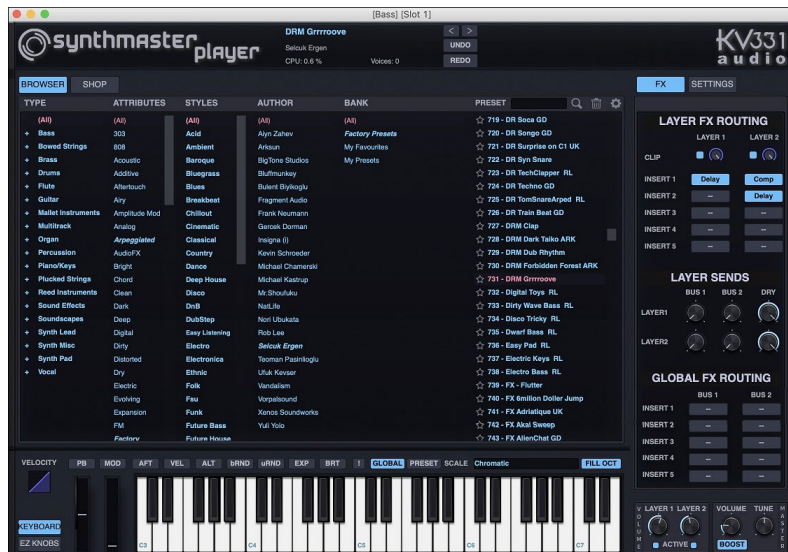 [Bass] [Slot 1]
synthmaster player
DRM Grrrroove
Selcuk Ergen
CPU: 0.6 % Voices: 0
< >
UNDO
REDO
KV331 audio
BROWSER SHOP
FX SETTINGS
TYPE ATTRIBUTES STYLES AUTHOR BANK PRESET
(All) (All) (All) (All) (All) 719 - DR Soca GD
+ Bass 303 Acid Aiyn Zahev Factory Presets 720 - DR Songo GD
+ Bowed Strings 808 Ambient Arksun My Favourites 721 - DR Surprise on C1 UK
+ Brass Acoustic Baroque BigTone Studios My Presets 722 - DR Syn Snare
+ Drums Additive Bluegrass Bluffmunkey 723 - DR TechClapper RL
+ Flute Aftertouch Blues Bulent Biyikoglu 724 - DR Techno GD
+ Guitar Airy Breakbeat Fragment Audio 725 - DR TomSnareArped RL
+ Mallet Instruments Amplitude Mod Chillout Frank Neumann 726 - DR Train Beat GD
+ Multitrack Analog Cinematic Gercek Dorman 727 - DRM Clap
+ Organ Arpeggiated Classical Insigna (i) 728 - DRM Dark Taiko ARK
+ Percussion AudioFX Country Kevin Schroeder 729 - DRM Dub Rhythm
+ Piano/Keys Bright Dance Michael Chamerski 730 - DRM Forbidden Forest ARK
+ Plucked Strings Chord Deep House Michael Kastrup 731 - DRM Grrrroove
+ Reed Instruments Clean Disco Mr.Shoufuku 732 - Digital Toys RL
+ Sound Effects Dark DnB NatLife 733 - Dirty Wave Bass RL
+ Soundscapes Deep DubStep Nori Ubukata 734 - Disco Tricky RL
+ Synth Lead Digital Easy Listening Rob Lee 735 - Dwarf Bass RL
+ Synth Misc Dirty Electro Selcuk Ergen 736 - Easy Pad RL
+ Synth Pad Distorted Electronica Teoman Pasinlioglu 737 - Electric Keys RL
+ Vocal Dry Ethnic Ufuk Kevser 738 - Electro Bass RL
Electric Folk Vandalism 739 - FX - Flutter
Evolving Fsu Vorpalsound 740 - FX 6million Doller Jump
Expansion Funk Xenos Soundworks 741 - FX Adriatique UK
FM Future Bass Yuli Yolo 742 - FX Akai Sweep
Factory Future House 743 - FX AlienChat GD
LAYER FX ROUTING
LAYER 1 LAYER 2
CLIP
INSERT 1 Delay Comp
INSERT 2 -- Delay
INSERT 3 -- --
INSERT 4 -- --
INSERT 5 -- --
LAYER SENDS
BUS 1 BUS 2 DRY
LAYER1
LAYER2
GLOBAL FX ROUTING
BUS 1 BUS 2
INSERT 1 -- --
INSERT 2 -- --
INSERT 3 -- --
INSERT 4 -- --
INSERT 5 -- --
VELOCITY PB MOD AFT VEL ALT bRND uRND EXP BRT ! GLOBAL PRESET SCALE Chromatic FILL OCT
KEYBOARD
EZ KNOBS
C3 C4 C5 C6 C7
VOLUME LAYER 1 LAYER 2 VOLUME TUNE MASTER
ACTIVE BOOST